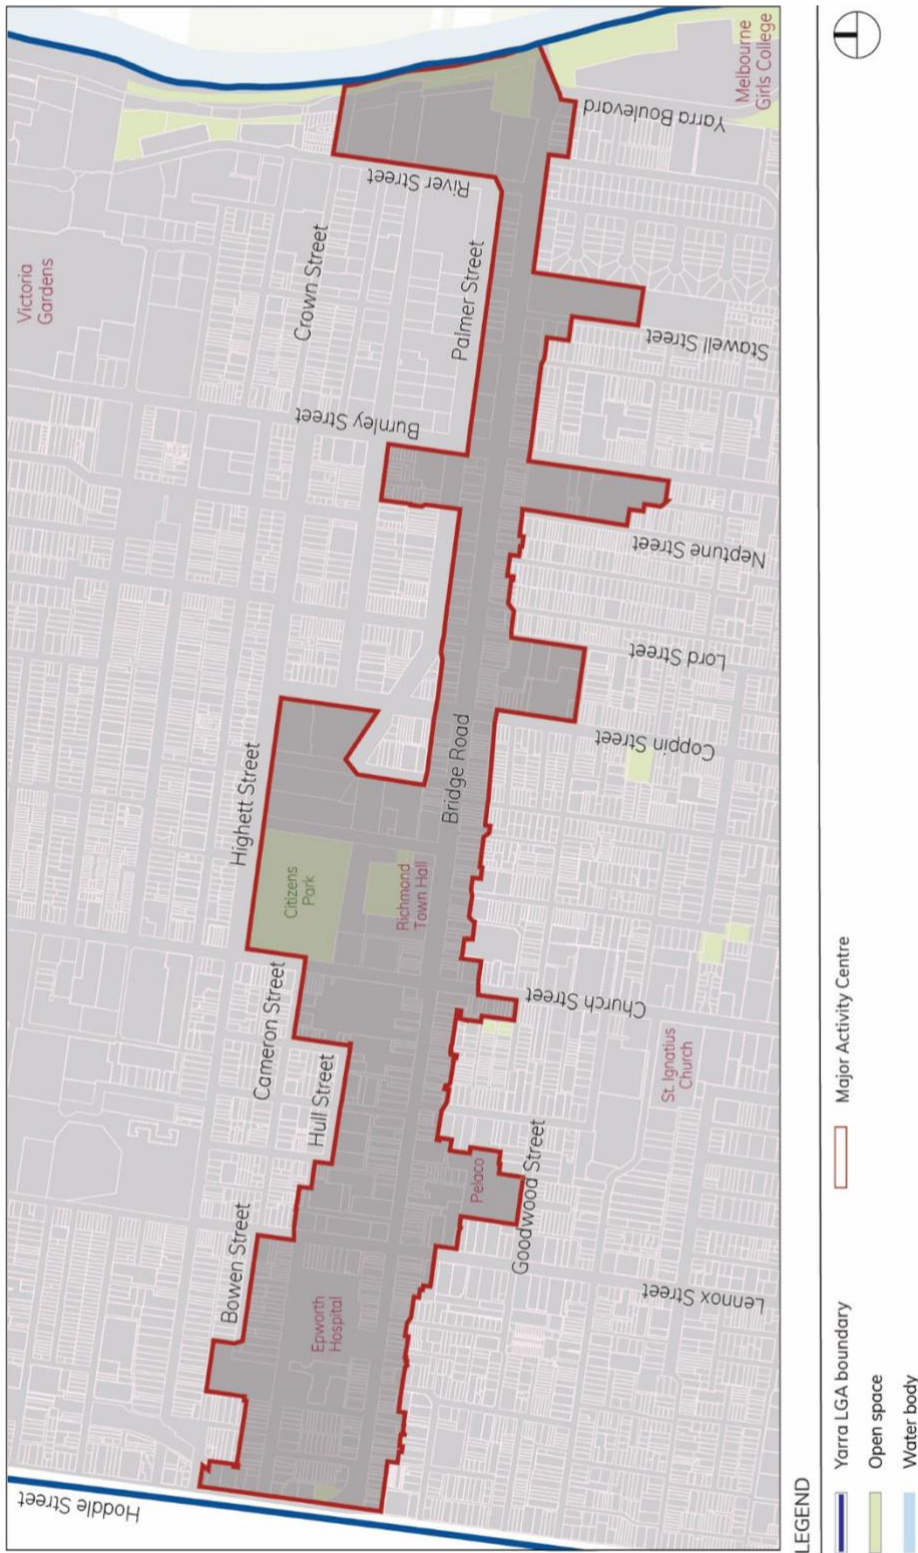 Victoria
Gardens
Melbourne
Girls College
Yarra Boulevard
River Street
Crown Street
Palmer Street
Stawell Street
Burnley Street
Neptune Street
Lord Street
Coppin Street
Highett Street
Bridge Road
Citizens
Park
Richmond
Town Hall
Cameron Street
Church Street
Hull Street
St. Ignatius
Church
Pelaco
Goodwood Street
Bowen Street
Epworth
Hospital
Lennox Street
Hoddle Street
LEGEND
Yarra LGA boundary
Major Activity Centre
Open space
Water body